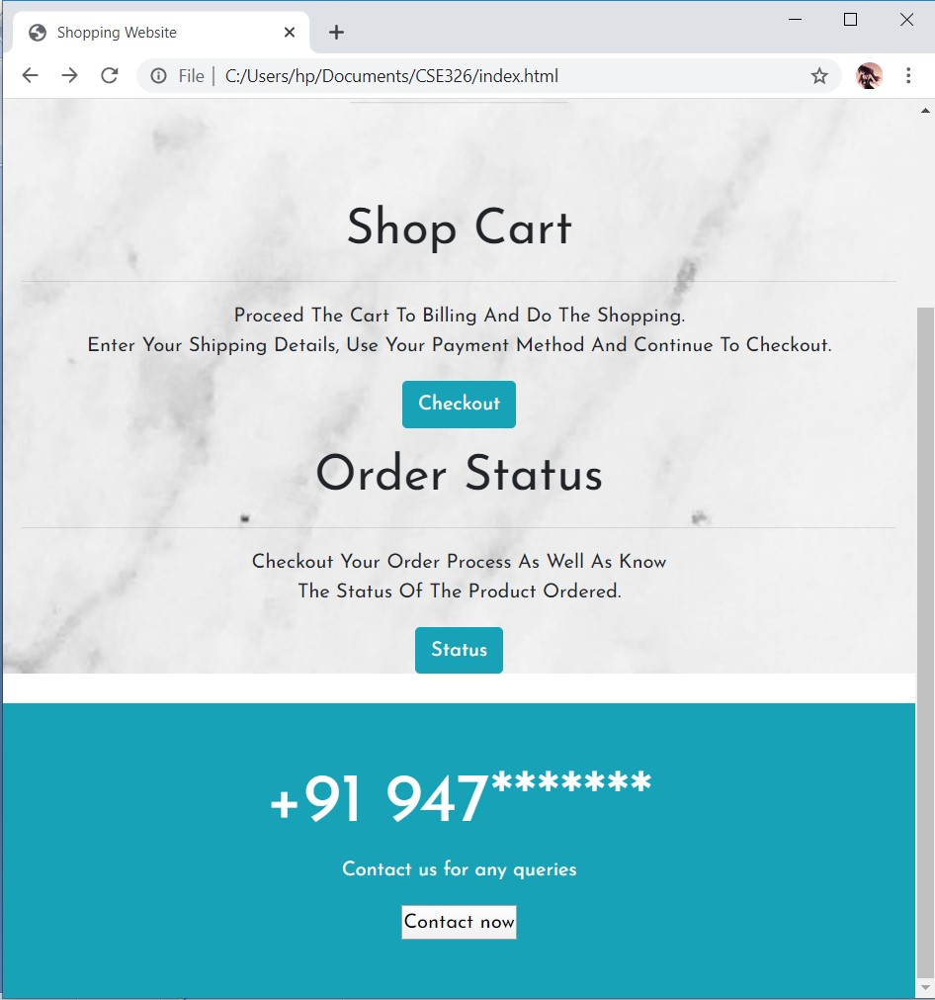 Shopping Website
File | C:/Users/hp/Documents/CSE326/index.html
Shop Cart
Proceed The Cart To Billing And Do The Shopping.
Enter Your Shipping Details, Use Your Payment Method And Continue To Checkout.
Checkout
Order Status
Checkout Your Order Process As Well As Know
The Status Of The Product Ordered.
Status
+91 947*******
Contact us for any queries
Contact now